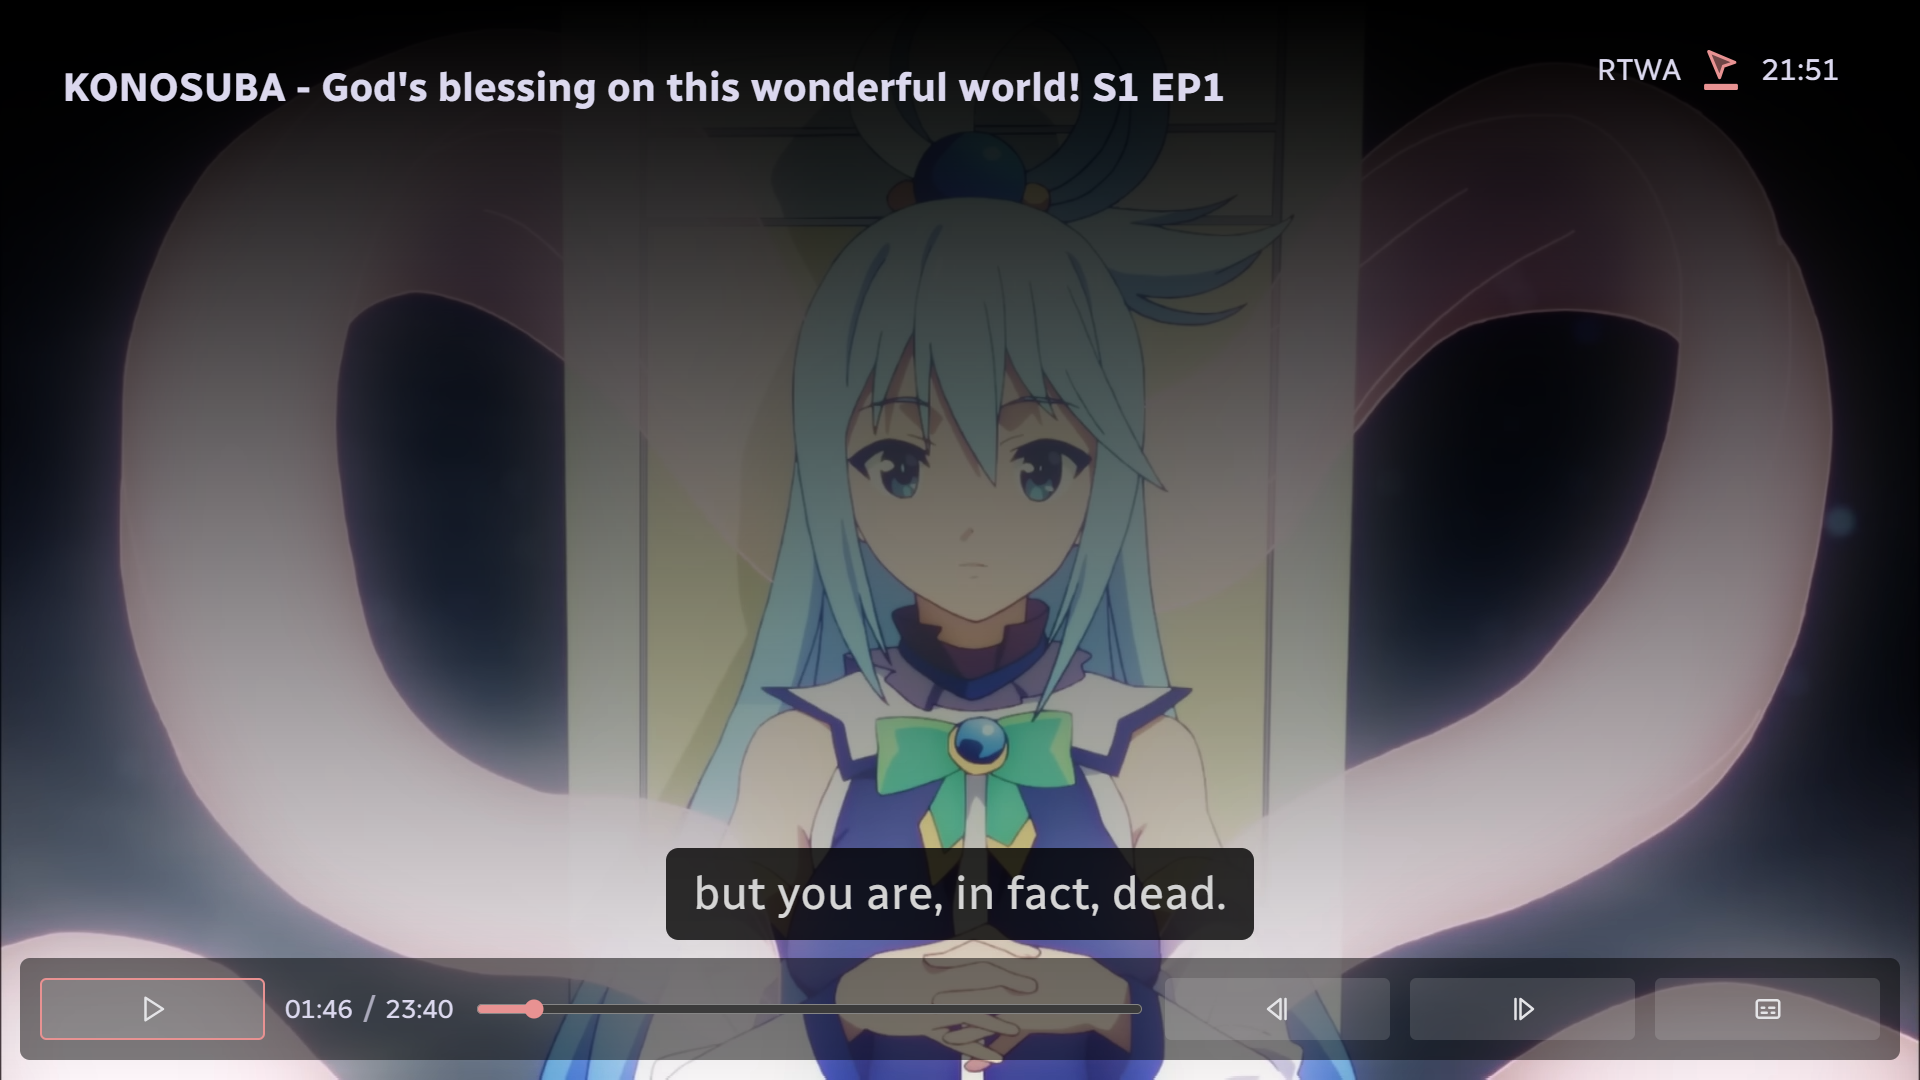 KONOSUBA - God's blessing on this wonderful world! S1 EP1
RTWA 21:51
but you are, in fact, dead.
01:46 / 23:40